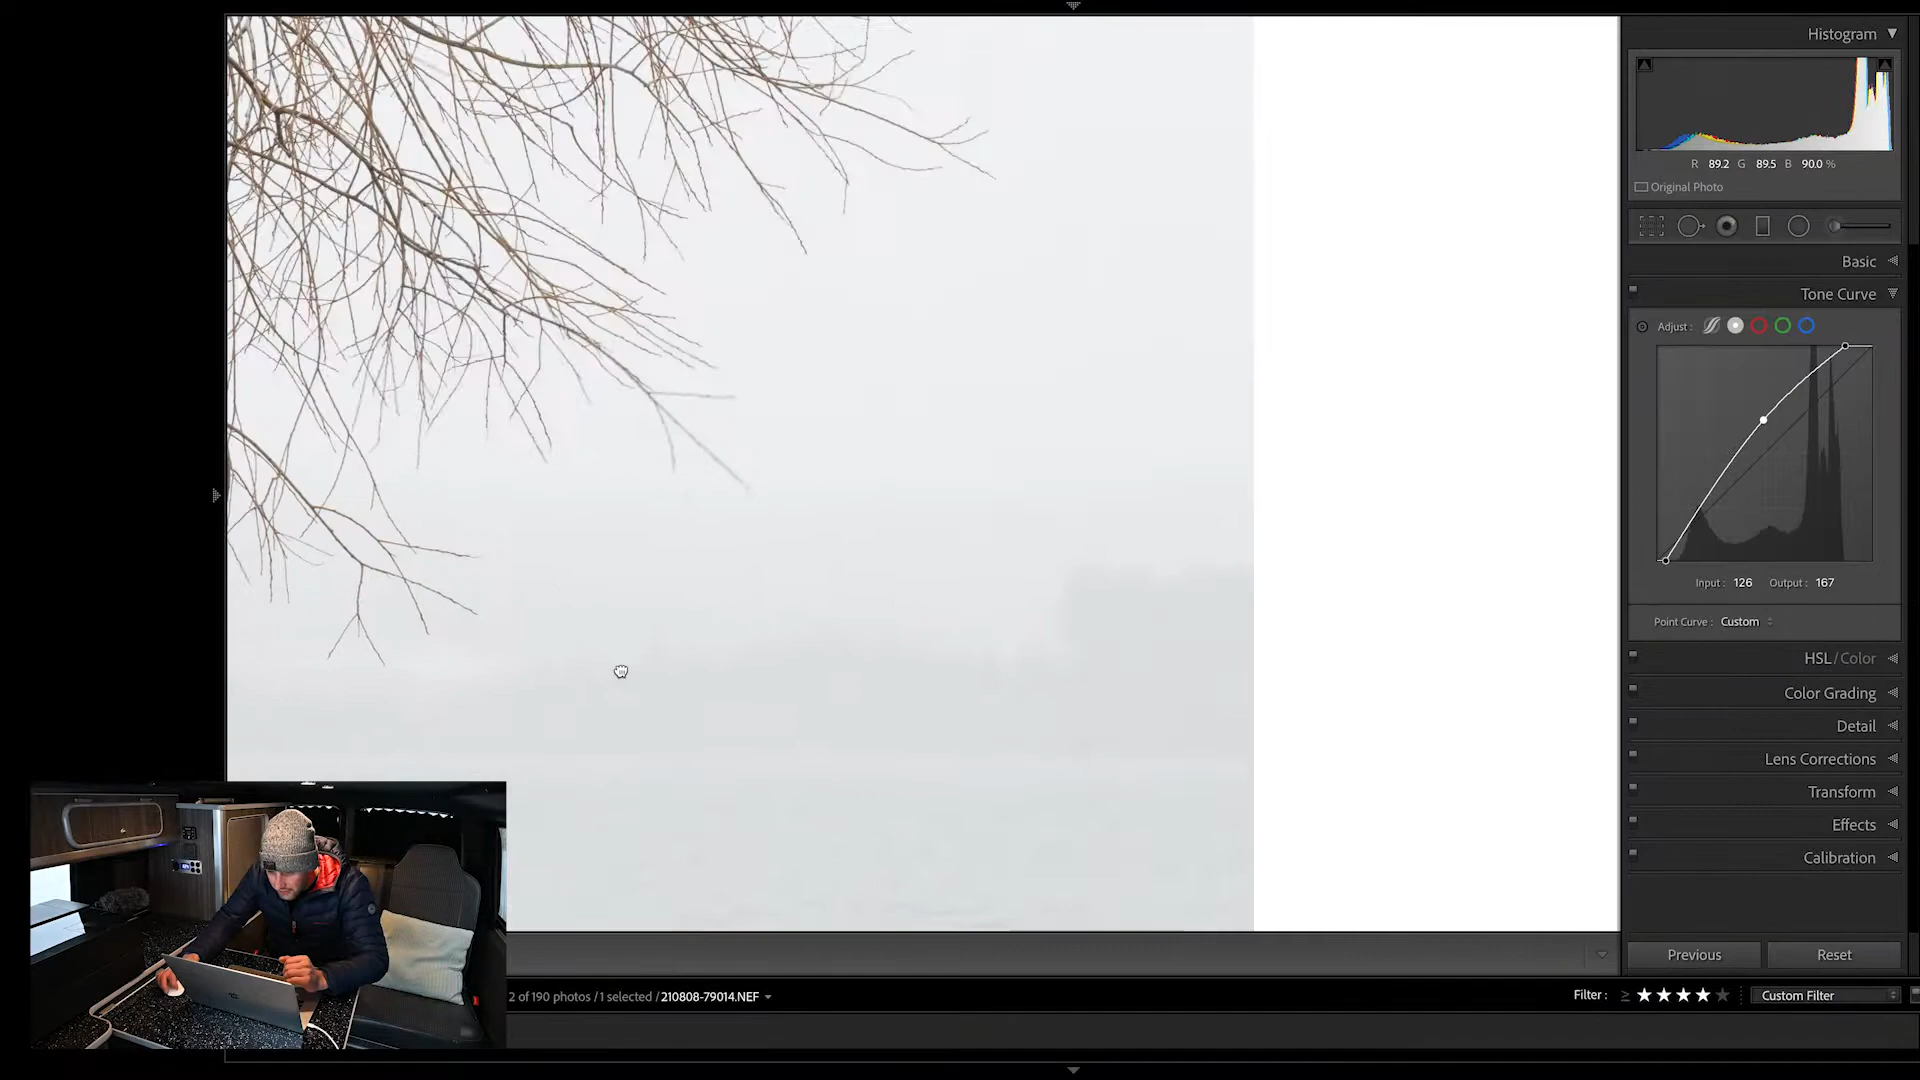 Histogram
R 89.2 G 89.5 B 90.0 %
Original Photo
Basic
Tone Curve
Adjust :
Input : 126 Output : 167
Point Curve : Custom
HSL / Color
Color Grading
Detail
Lens Corrections
Transform
Effects
Calibration
Previous Reset
2 of 190 photos / 1 selected / 210808-79014.NEF
Filter : ≥ ★★★★★ Custom Filter